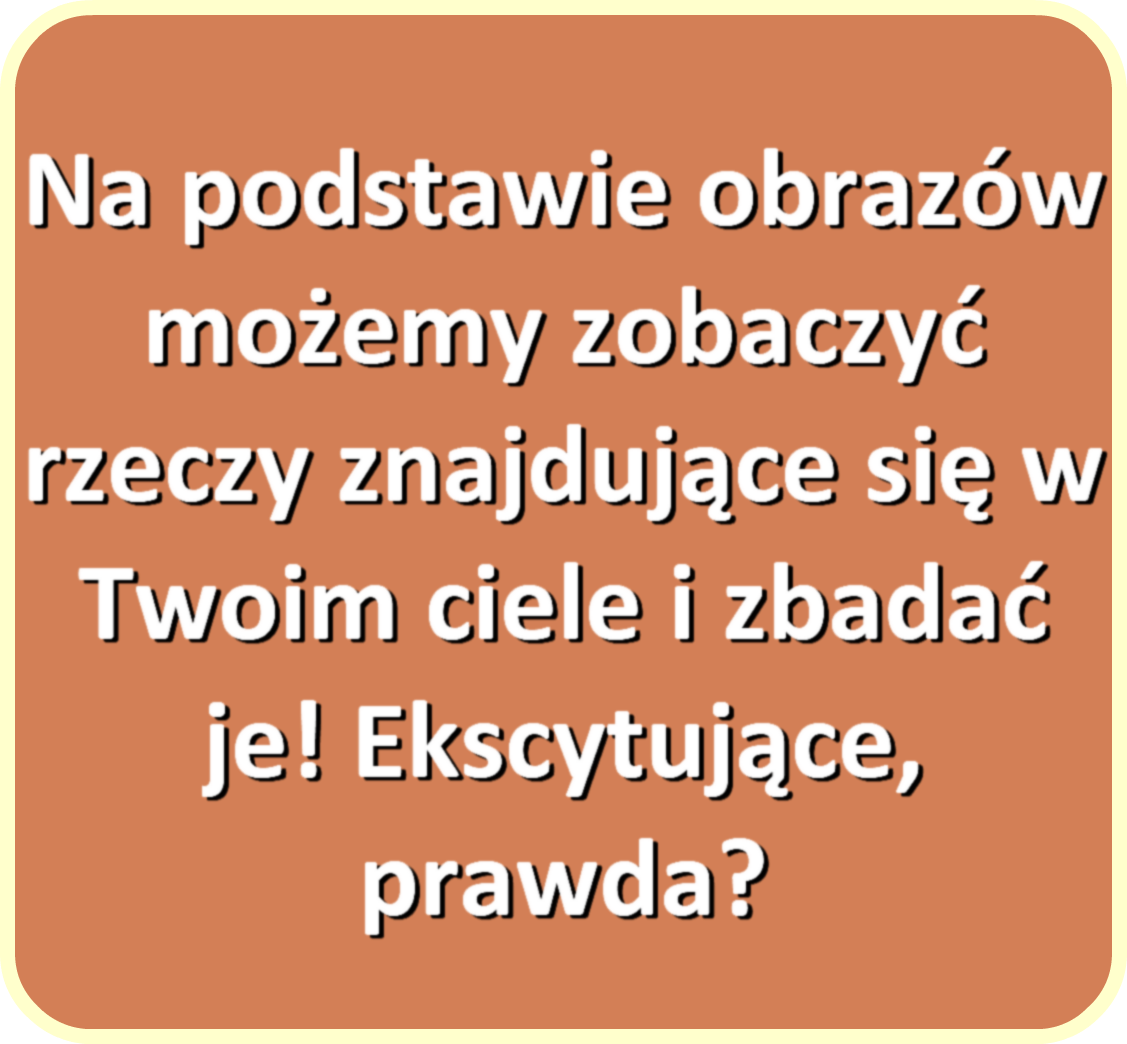 Na podstawie obrazów
możemy zobaczyć
rzeczy znajdujące się w
Twoim ciele i zbadać
je! Ekscytujące,
prawda?